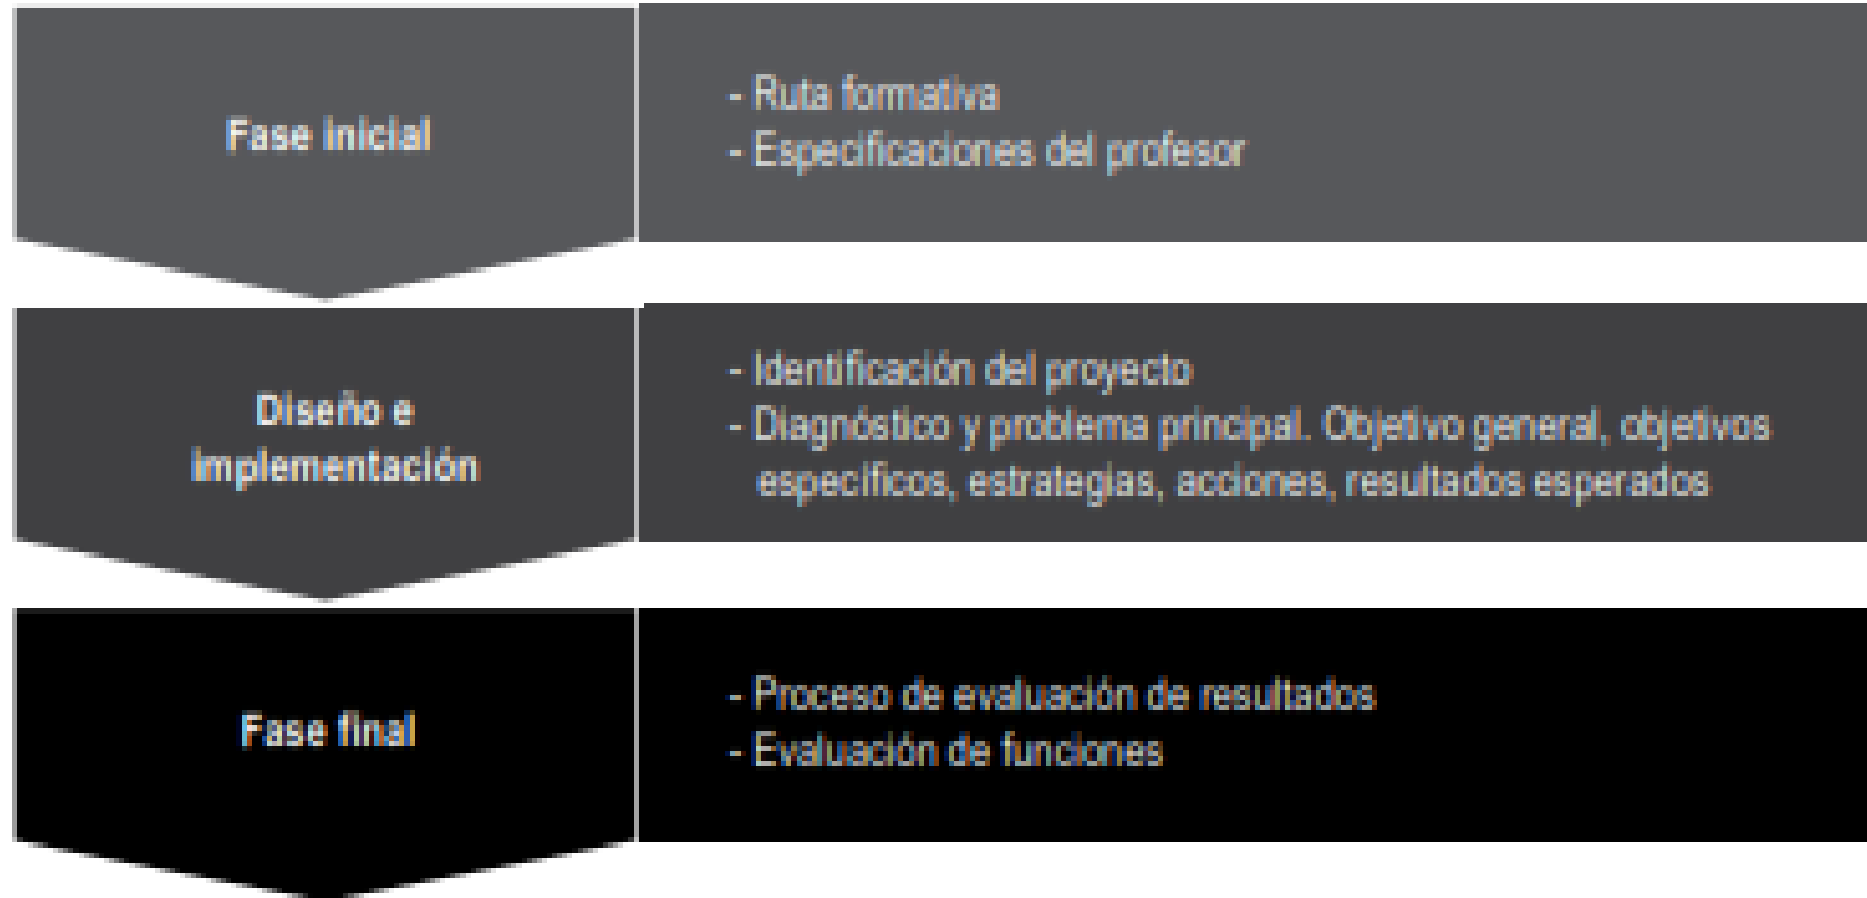 Fase inicial
- Ruta formativa
- Especificaciones del profesor
Diseño e
implementación
- Identificación del proyecto
- Diagnóstico y problema principal. Objetivo general, objetivos
específicos, estrategias, acciones, resultados esperados
Fase final
- Proceso de evaluación de resultados
- Evaluación de funciones